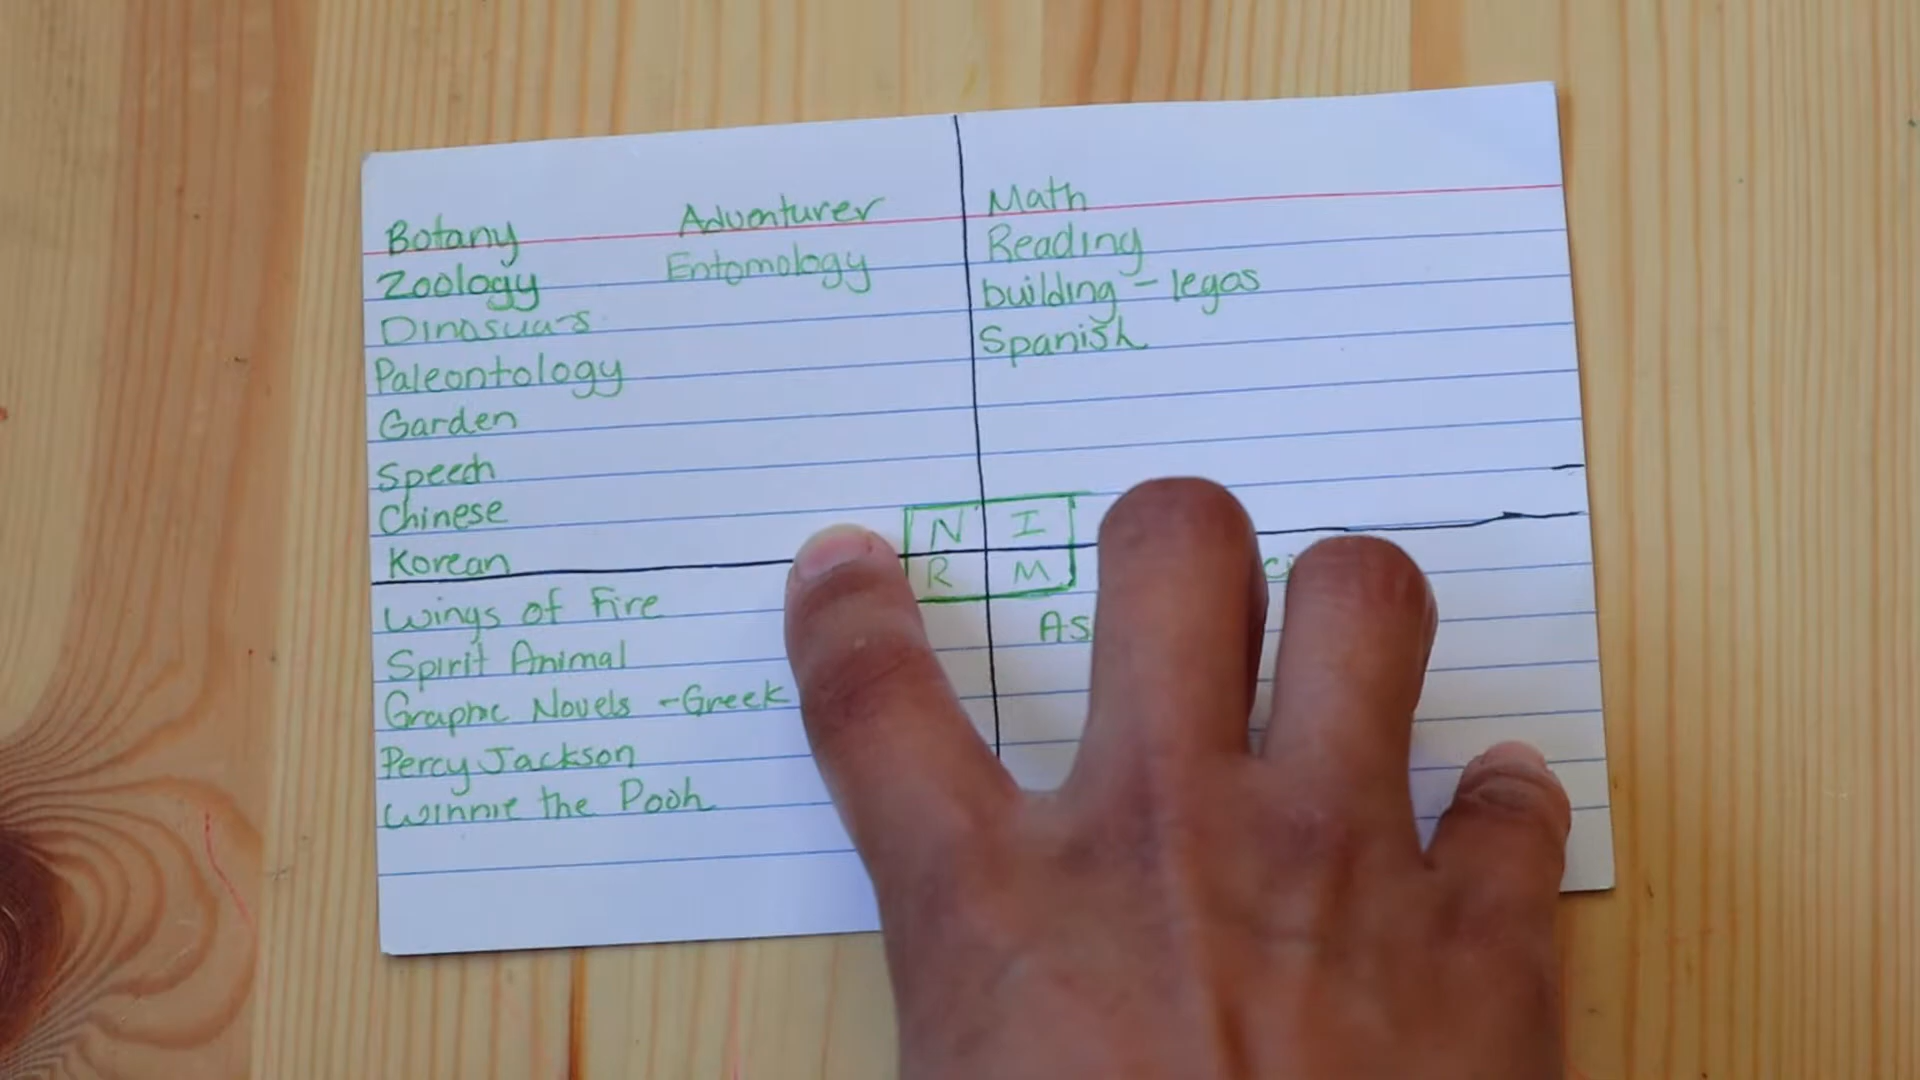 Botany
Zoology
Dinosuars
Paleontology
Garden
Speech
Chinese
Korean
Adventurer
Entomology
Math
Reading
building - legos
Spanish
N I
R M
Wings of Fire
Spirit Animal
Graphic Novels - Greek
Percy Jackson
Winnie the Pooh